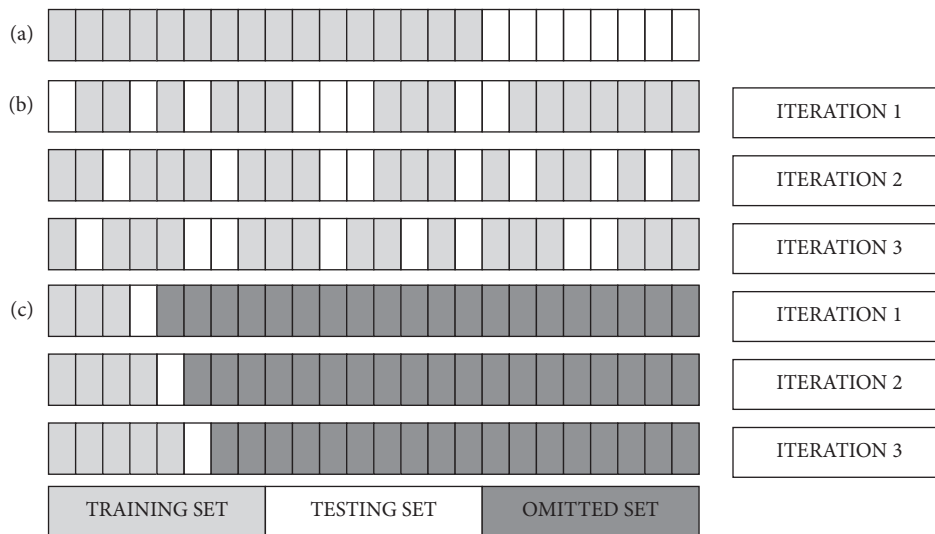 (a)
(b)
ITERATION 1
ITERATION 2
ITERATION 3
(c)
ITERATION 1
ITERATION 2
ITERATION 3
TRAINING SET
TESTING SET
OMITTED SET